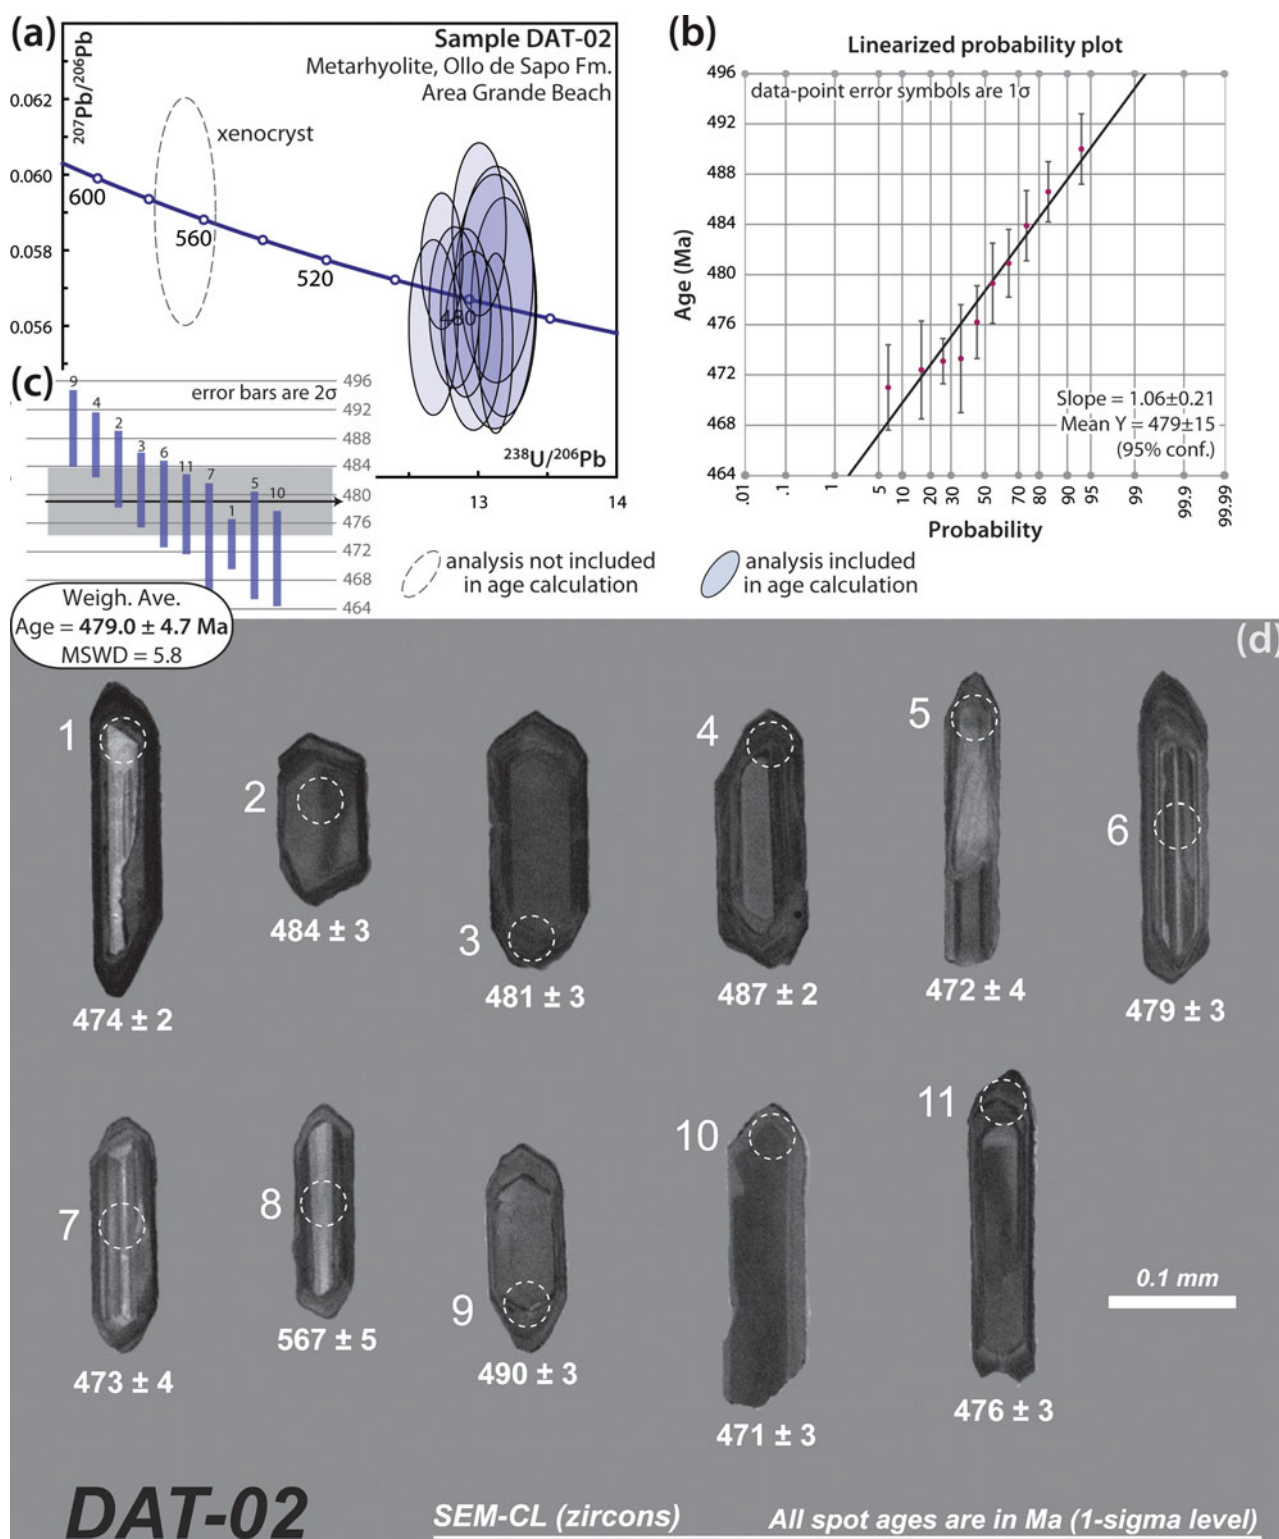 (a)
Sample DAT-02
Metarhyolite, Ollo de Sapo Fm.
Area Grande Beach
207Pb/206Pb
0.062
0.060
0.058
0.056
xenocryst
600
560
520
480
238U/206Pb
13
14
(b)
Linearized probability plot
data-point error symbols are 1σ
Age (Ma)
496
492
488
484
480
476
472
468
464
Slope = 1.06±0.21
Mean Y = 479±15
(95% conf.)
.01
.1
1
5
10
20
30
50
70
80
90
95
99
99.9
99.99
Probability
(c)
error bars are 2σ
9
4
2
3
6
11
7
1
5
10
496
492
488
484
480
476
472
468
464
Weigh. Ave.
Age = 479.0 ± 4.7 Ma
MSWD = 5.8
analysis not included
in age calculation
analysis included
in age calculation
(d)
1
474 ± 2
2
484 ± 3
3
481 ± 3
4
487 ± 2
5
472 ± 4
6
479 ± 3
7
473 ± 4
8
567 ± 5
9
490 ± 3
10
471 ± 3
11
476 ± 3
0.1 mm
DAT-02
SEM-CL (zircons)
All spot ages are in Ma (1-sigma level)